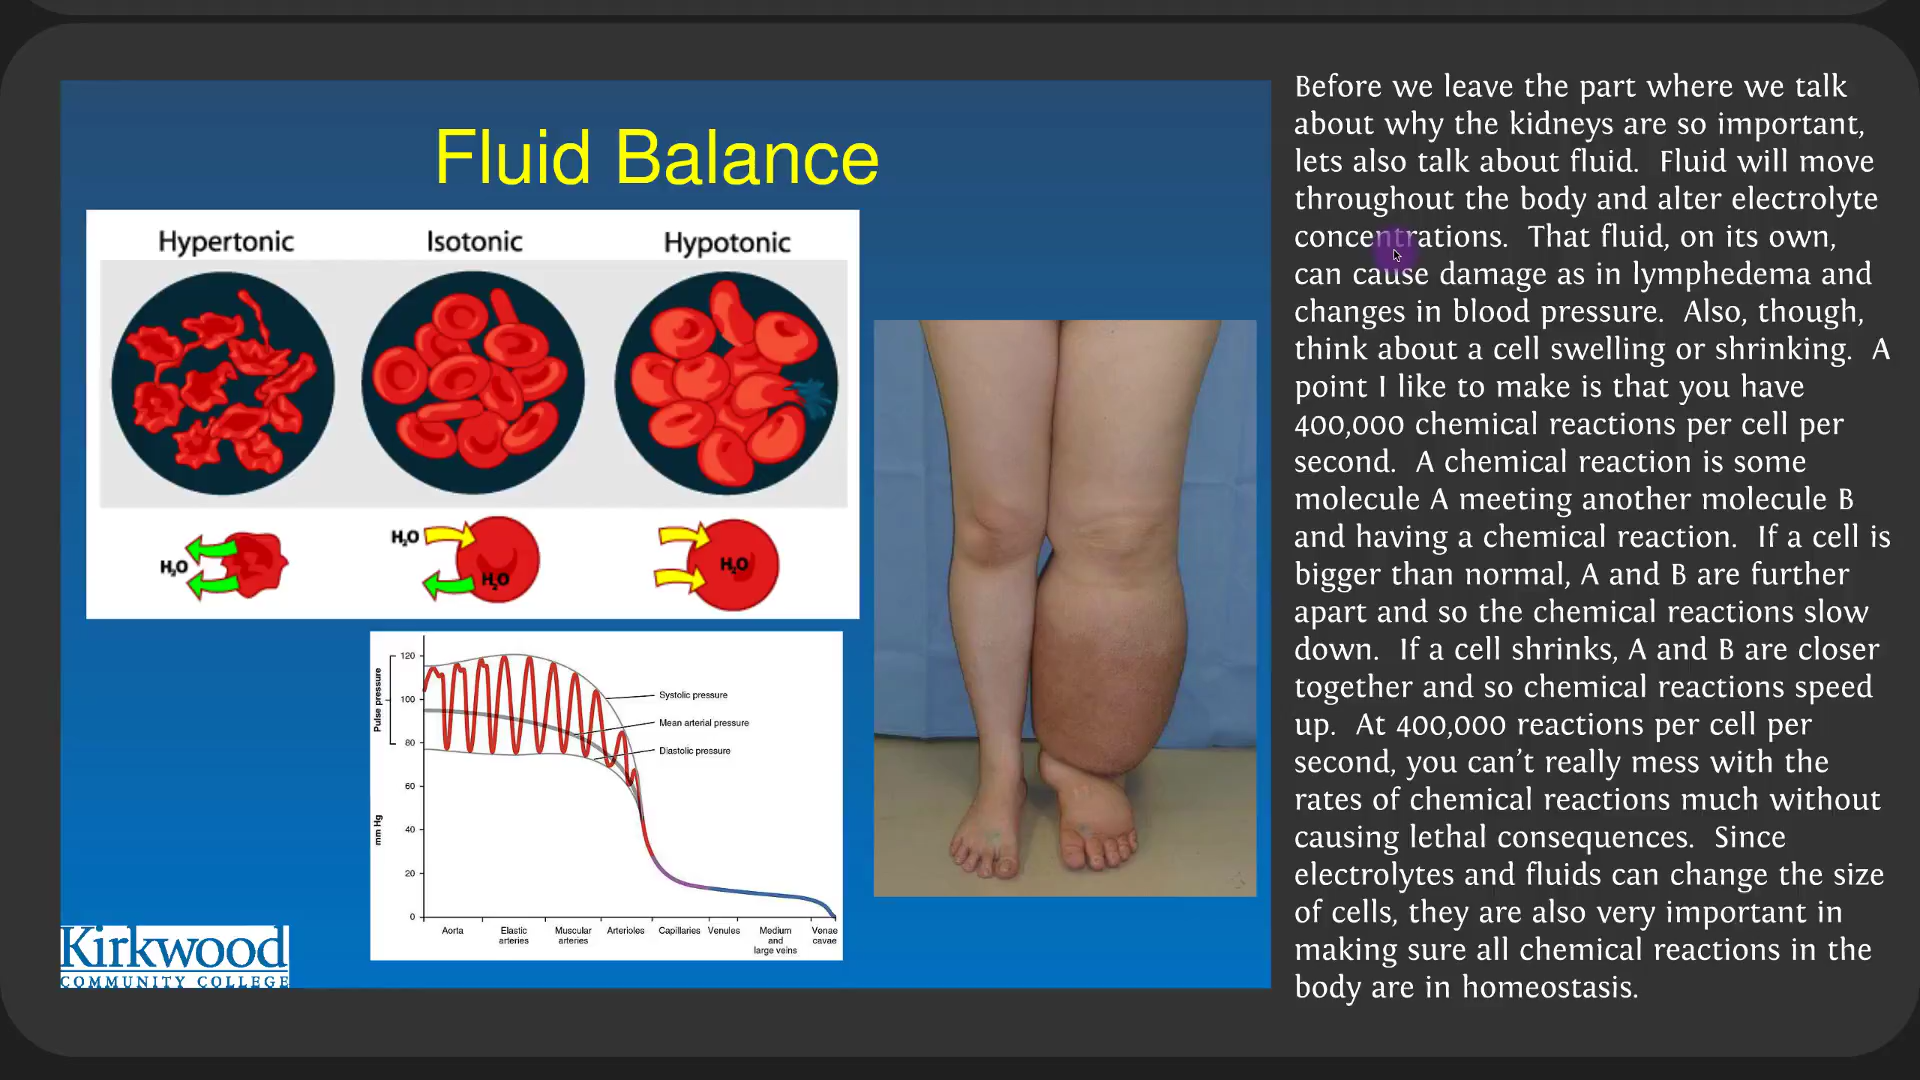 Fluid Balance
Hypertonic
Isotonic
Hypotonic
H₂O
H₂O
H₂O
H₂O
Pulse pressure
mm Hg
120
100
80
60
40
20
0
Systolic pressure
Mean arterial pressure
Diastolic pressure
Aorta
Elastic
arteries
Muscular
arteries
Arterioles
Capillaries
Venules
Medium
and
large veins
Venae
cavae
Kirkwood
COMMUNITY COLLEGE
Before we leave the part where we talk
about why the kidneys are so important,
lets also talk about fluid.  Fluid will move
throughout the body and alter electrolyte
concentrations.  That fluid, on its own,
can cause damage as in lymphedema and
changes in blood pressure.  Also, though,
think about a cell swelling or shrinking.  A
point I like to make is that you have
400,000 chemical reactions per cell per
second.  A chemical reaction is some
molecule A meeting another molecule B
and having a chemical reaction.  If a cell is
bigger than normal, A and B are further
apart and so the chemical reactions slow
down.  If a cell shrinks, A and B are closer
together and so chemical reactions speed
up.  At 400,000 reactions per cell per
second, you can’t really mess with the
rates of chemical reactions much without
causing lethal consequences.  Since
electrolytes and fluids can change the size
of cells, they are also very important in
making sure all chemical reactions in the
body are in homeostasis.